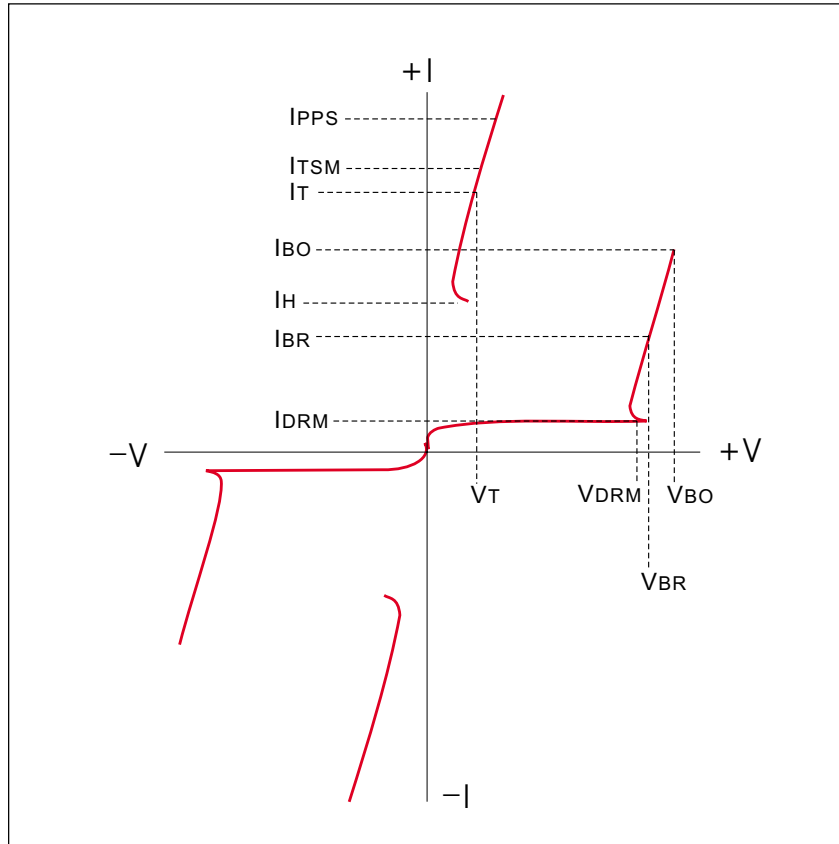 +I
IPPS
ITSM
IT
IBO
IH
IBR
IDRM
−V
+V
VT
VDRM
VBO
VBR
−I